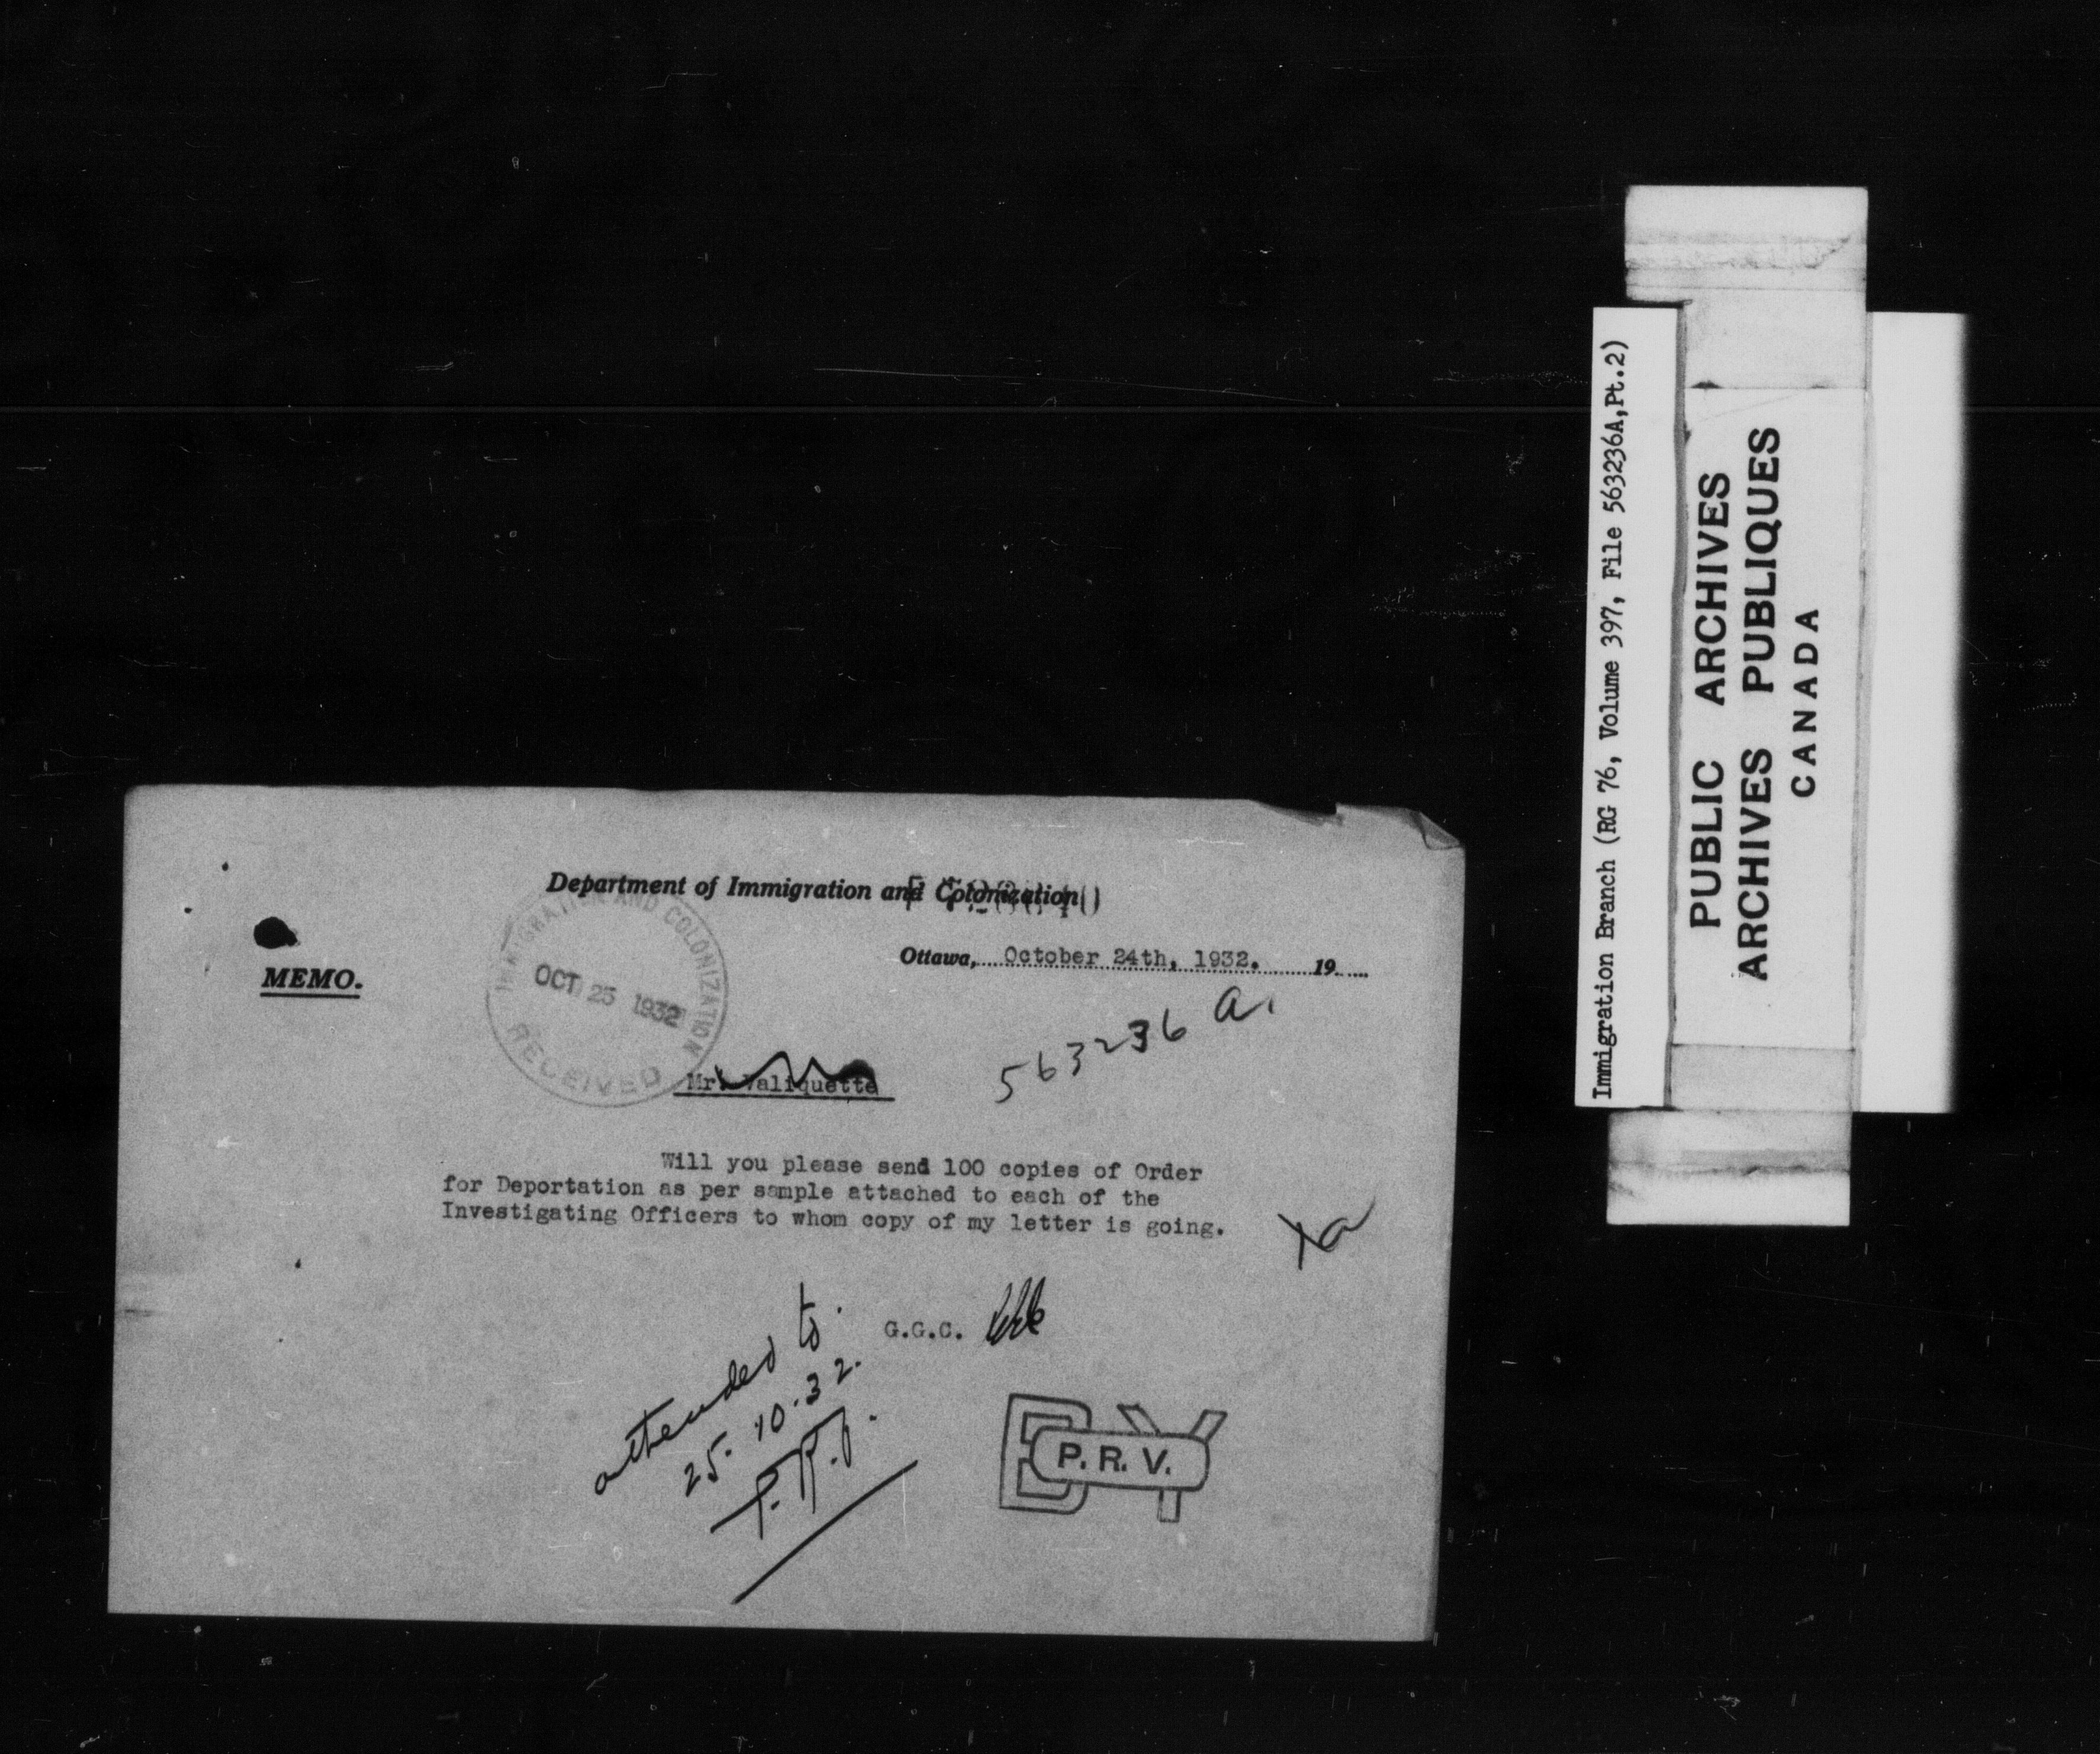 Department of Immigration and Colonization
Ottawa, October 24th, 1932. 19
MEMO.
IMMIGRATION AND COLONIZATION
OCT 25 1932
RECEIVED
563236 a.
Mr. Valiquette
Will you please send 100 copies of Order
for Deportation as per sample attached to each of the
Investigating Officers to whom copy of my letter is going.
G.G.C.
attended to
25.10.32.
P.R.V.
Immigration Branch (RG 76, Volume 397, File 563236A,Pt.2)
PUBLIC ARCHIVES
ARCHIVES PUBLIQUES
CANADA